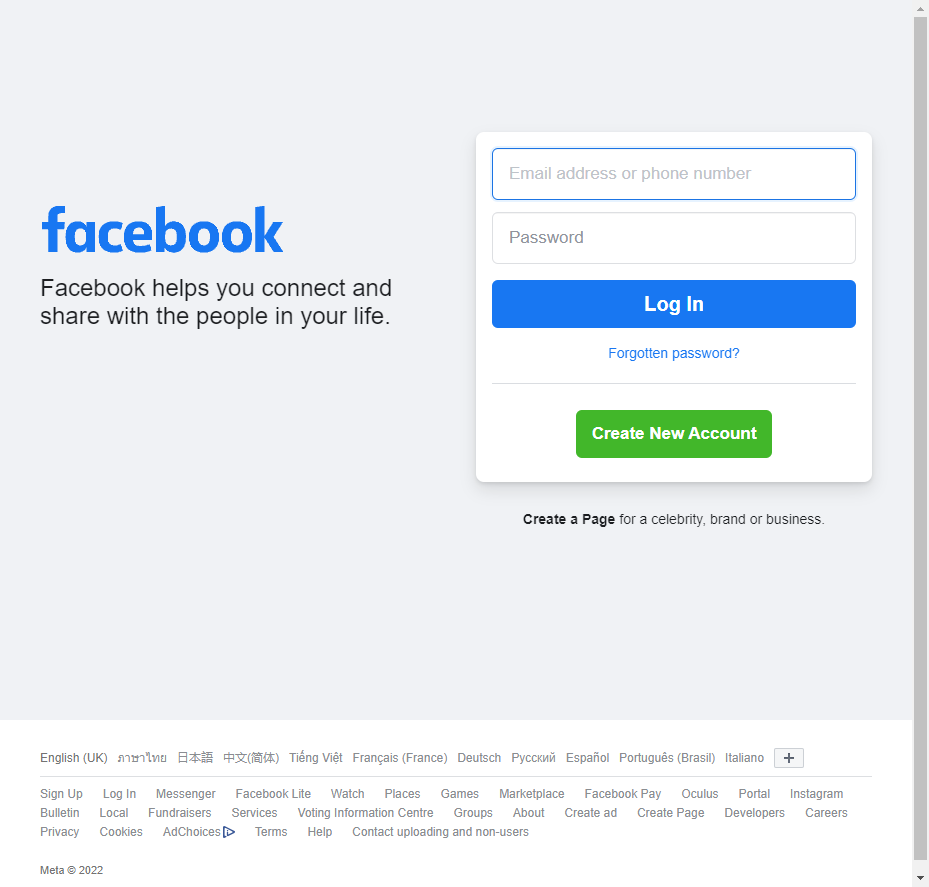 facebook
Facebook helps you connect and
share with the people in your life.
Email address or phone number
Password
Log In
Forgotten password?
Create New Account
Create a Page for a celebrity, brand or business.
English (UK) ภาษาไทย 日本語 中文(简体) Tiếng Việt Français (France) Deutsch Русский Español Português (Brasil) Italiano +
Sign Up Log In Messenger Facebook Lite Watch Places Games Marketplace Facebook Pay Oculus Portal Instagram
Bulletin Local Fundraisers Services Voting Information Centre Groups About Create ad Create Page Developers Careers
Privacy Cookies AdChoices Terms Help Contact uploading and non-users
Meta © 2022